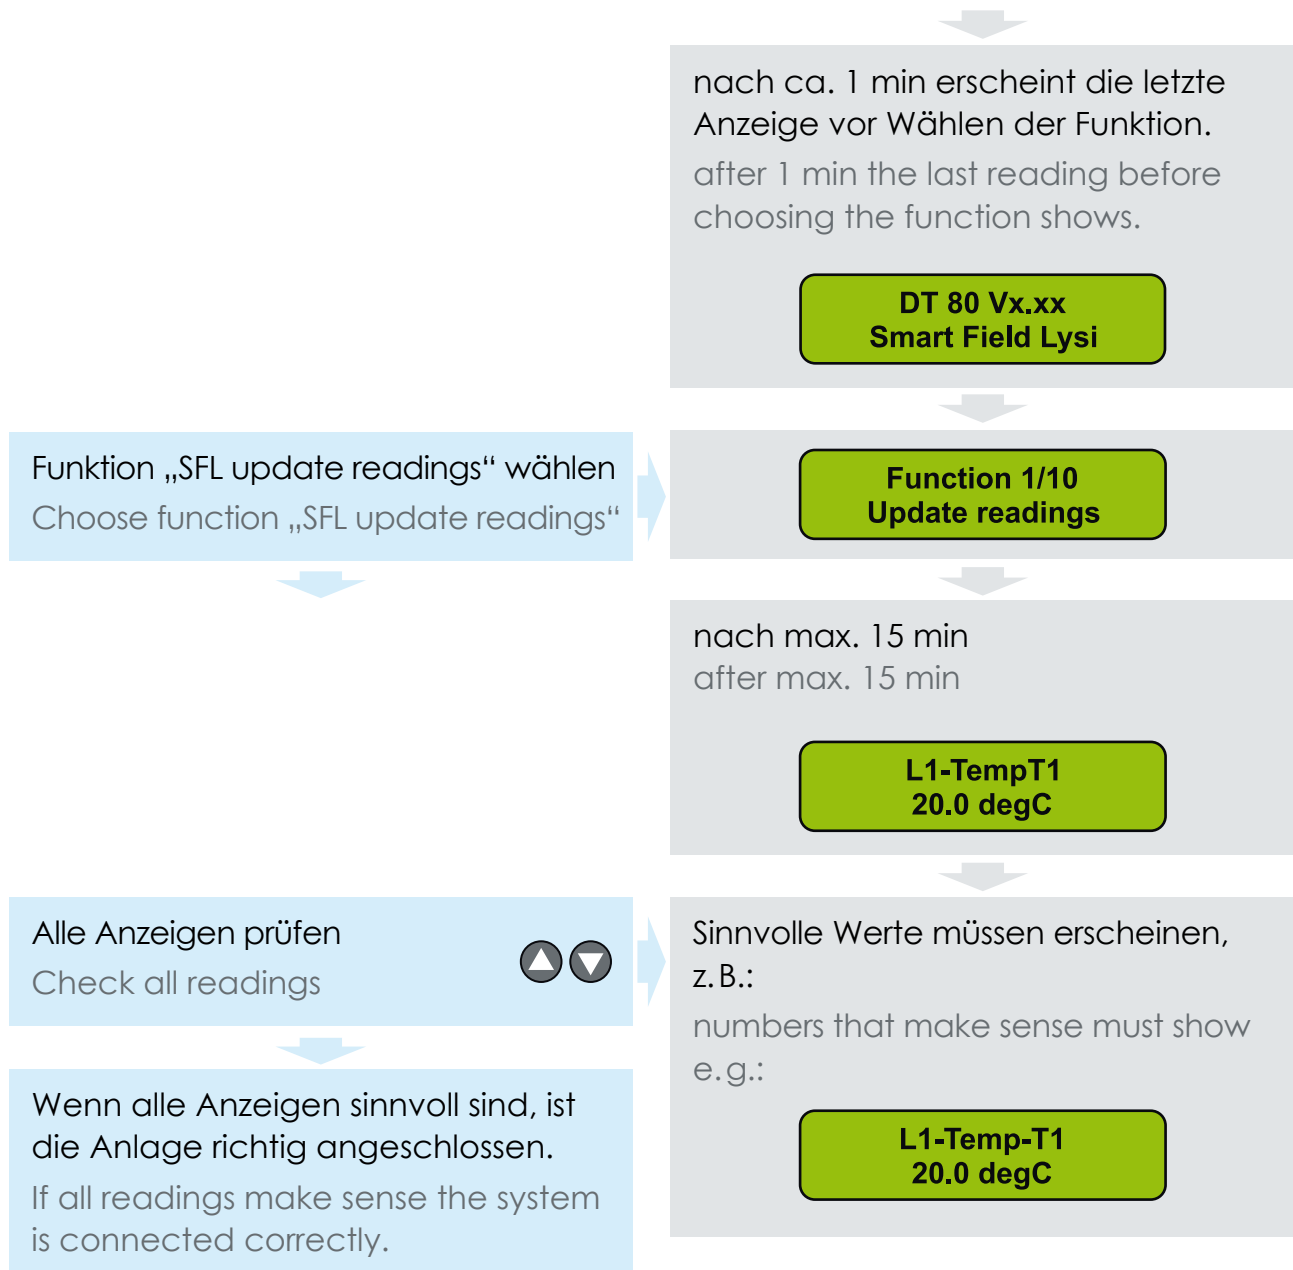 nach ca. 1 min erscheint die letzte
Anzeige vor Wählen der Funktion.
after 1 min the last reading before
choosing the function shows.
DT 80 Vx.xx
Smart Field Lysi
Funktion „SFL update readings“ wählen
Choose function „SFL update readings“
Function 1/10
Update readings
nach max. 15 min
after max. 15 min
L1-TempT1
20.0 degC
Alle Anzeigen prüfen
Check all readings
Sinnvolle Werte müssen erscheinen,
z. B.:
numbers that make sense must show
e. g.:
L1-Temp-T1
20.0 degC
Wenn alle Anzeigen sinnvoll sind, ist
die Anlage richtig angeschlossen.
If all readings make sense the system
is connected correctly.